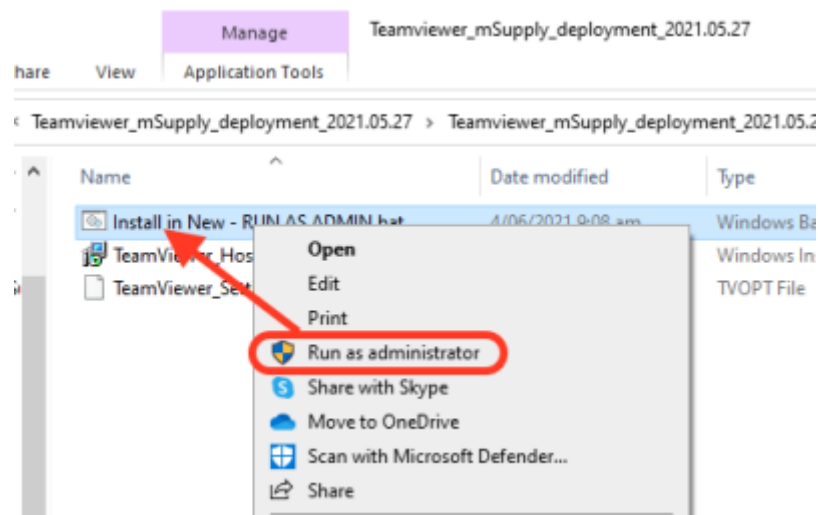 Manage
Teamviewer_mSupply_deployment_2021.05.27
hare
View
Application Tools
Teamviewer_mSupply_deployment_2021.05.27 > Teamviewer_mSupply_deployment_2021.05.2
Name
Date modified
Type
Install in New - RUN AS ADMIN.bat
4/06/2021 9:08 am
Windows Ba
TeamViewer_Hos
Windows Ins
TeamViewer_Sett
TVOPT File
Open
Edit
Print
Run as administrator
Share with Skype
Move to OneDrive
Scan with Microsoft Defender...
Share